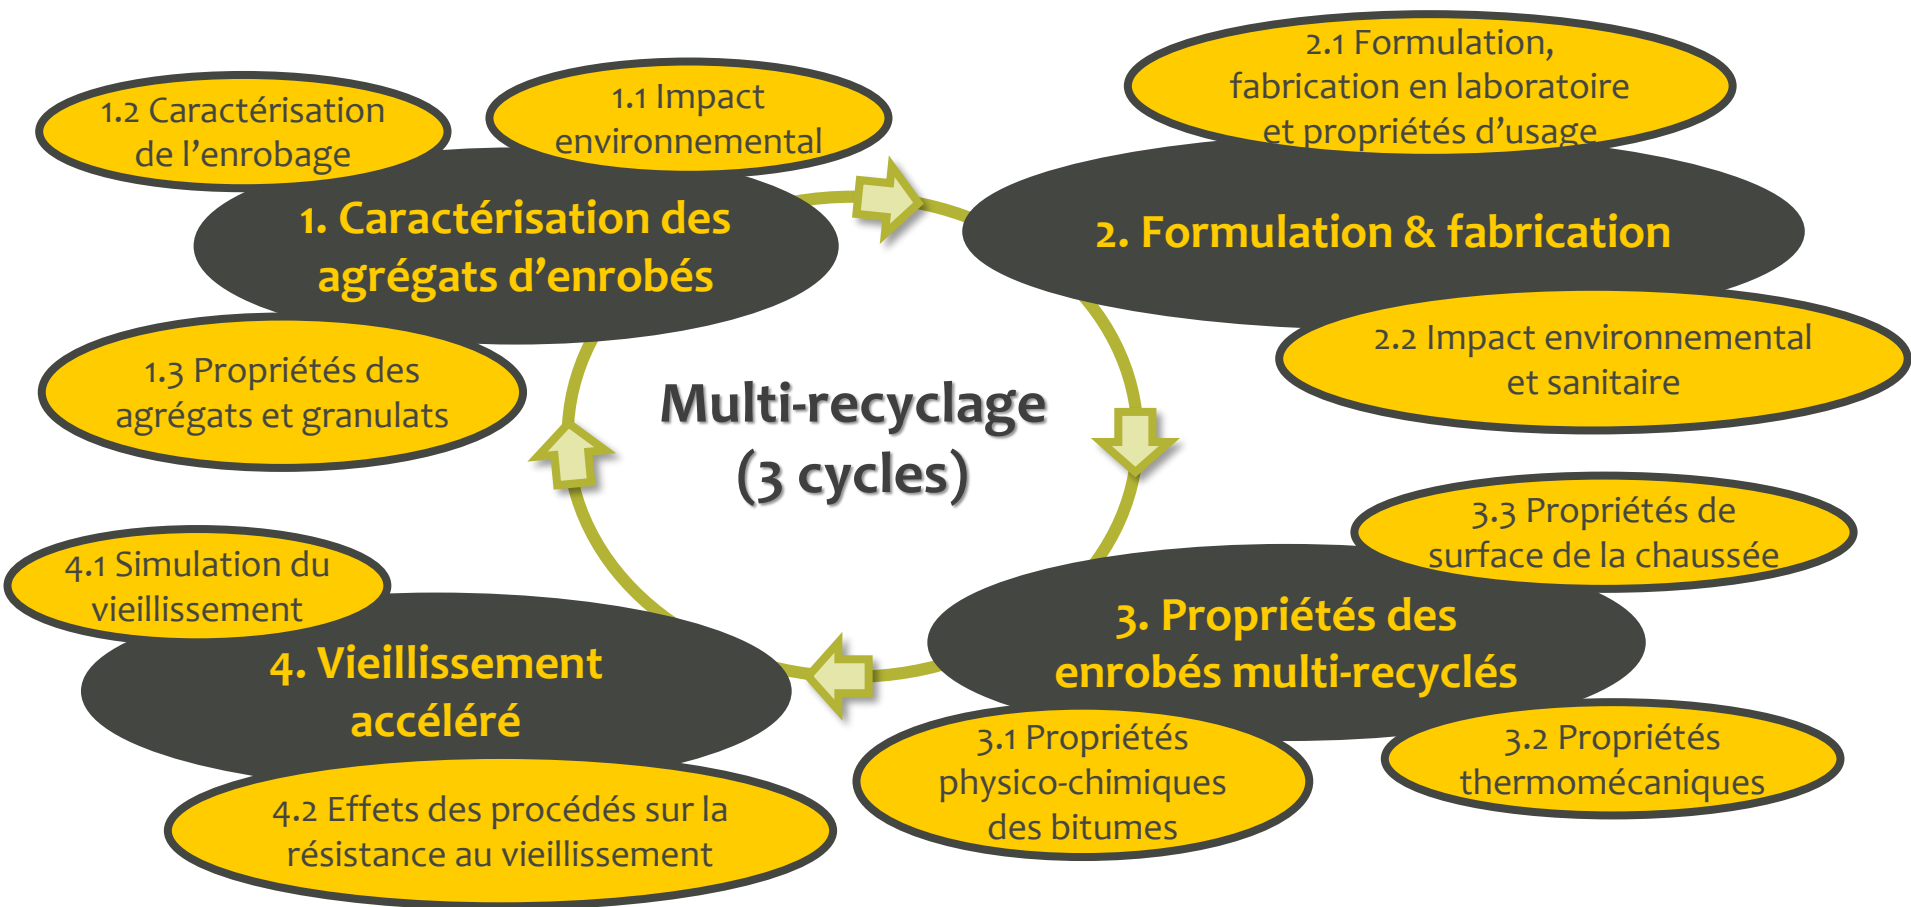 1.2 Caractérisation
de l’enrobage
1.1 Impact
environnemental
1. Caractérisation des
agrégats d’enrobés
1.3 Propriétés des
agrégats et granulats
2.1 Formulation,
fabrication en laboratoire
et propriétés d’usage
2. Formulation & fabrication
2.2 Impact environnemental
et sanitaire
Multi-recyclage
(3 cycles)
3.3 Propriétés de
surface de la chaussée
3. Propriétés des
enrobés multi-recyclés
3.1 Propriétés
physico-chimiques
des bitumes
3.2 Propriétés
thermomécaniques
4.1 Simulation du
vieillissement
4. Vieillissement
accéléré
4.2 Effets des procédés sur la
résistance au vieillissement